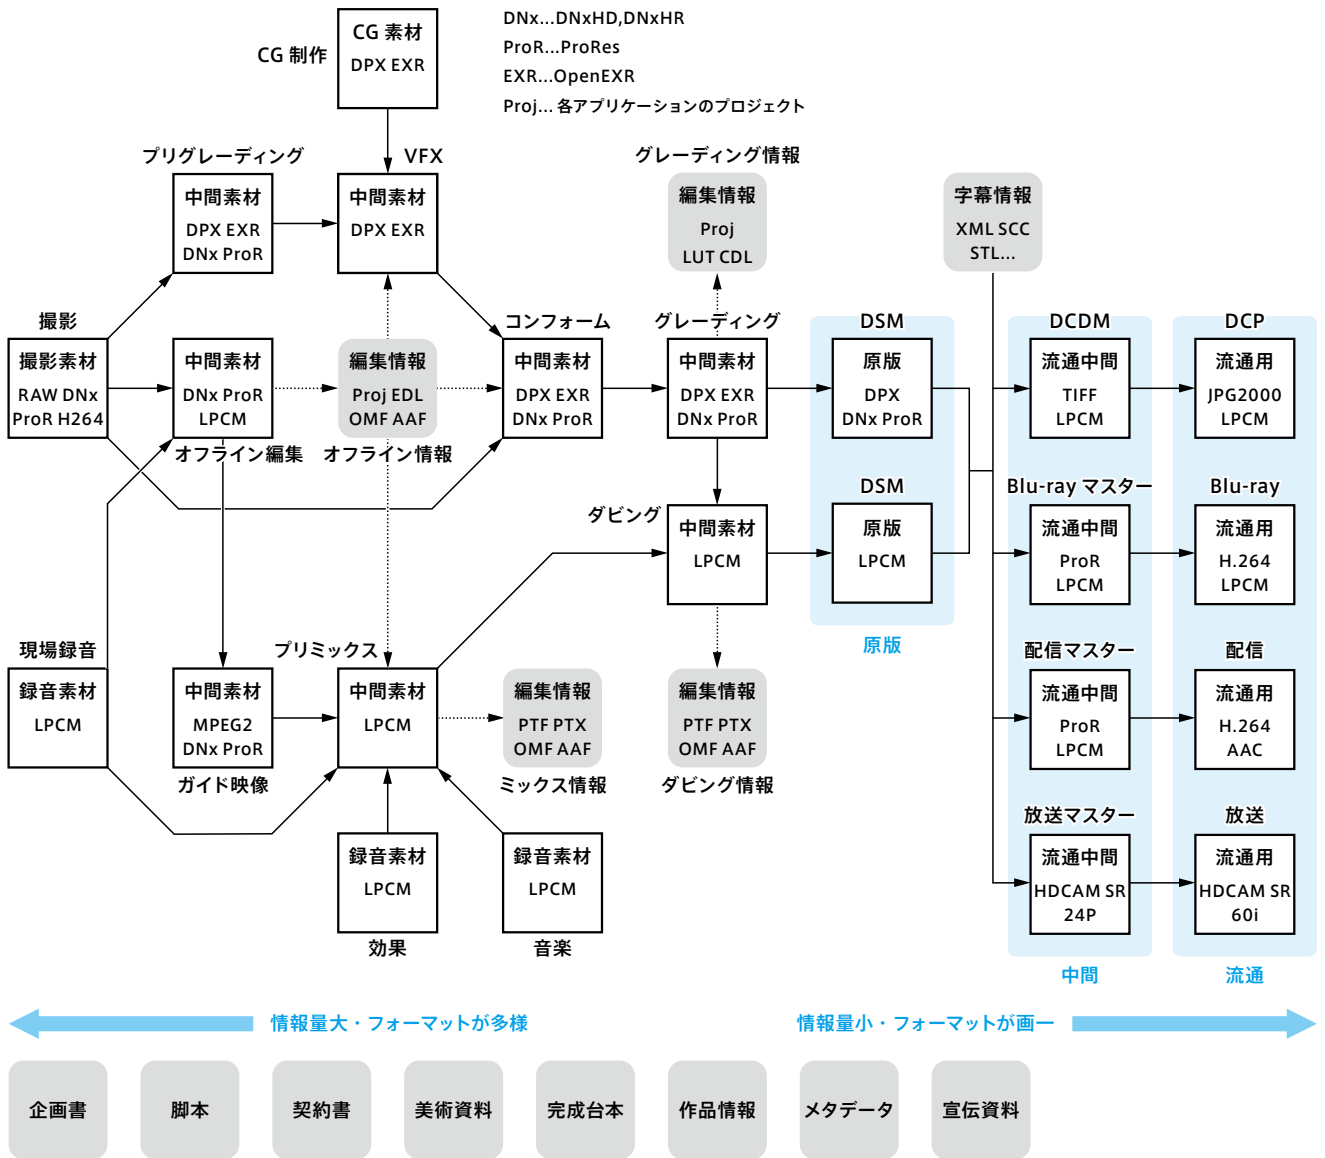 CG 制作
CG 素材
DPX EXR
DNx...DNxHD,DNxHR
ProR...ProRes
EXR...OpenEXR
Proj... 各アプリケーションのプロジェクト
プリグレーディング
中間素材
DPX EXR
DNx ProR
VFX
中間素材
DPX EXR
グレーディング情報
編集情報
Proj
LUT CDL
字幕情報
XML SCC
STL...
撮影
撮影素材
RAW DNx
ProR H264
中間素材
DNx ProR
LPCM
オフライン編集
編集情報
Proj EDL
OMF AAF
オフライン情報
コンフォーム
中間素材
DPX EXR
DNx ProR
グレーディング
中間素材
DPX EXR
DNx ProR
DSM
原版
DPX
DNx ProR
DCDM
流通中間
TIFF
LPCM
DCP
流通用
JPG2000
LPCM
ダビング
中間素材
LPCM
DSM
原版
LPCM
原版
Blu-ray マスター
流通中間
ProR
LPCM
Blu-ray
流通用
H.264
LPCM
現場録音
録音素材
LPCM
中間素材
MPEG2
DNx ProR
ガイド映像
プリミックス
中間素材
LPCM
編集情報
PTF PTX
OMF AAF
ミックス情報
編集情報
PTF PTX
OMF AAF
ダビング情報
配信マスター
流通中間
ProR
LPCM
配信
流通用
H.264
AAC
録音素材
LPCM
効果
録音素材
LPCM
音楽
放送マスター
流通中間
HDCAM SR
24P
放送
流通用
HDCAM SR
60i
中間
流通
情報量大・フォーマットが多様
情報量小・フォーマットが画一
企画書
脚本
契約書
美術資料
完成台本
作品情報
メタデータ
宣伝資料